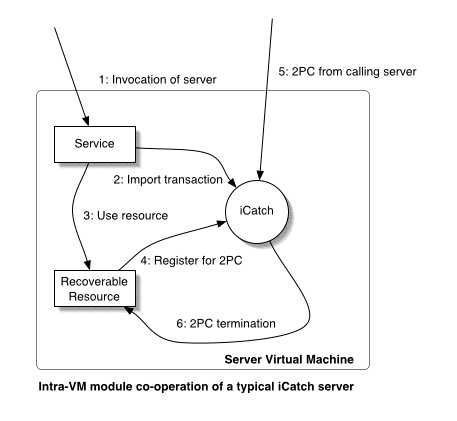 1: Invocation of server
5: 2PC from calling server
Service
2: Import transaction
iCatch
3: Use resource
4: Register for 2PC
Recoverable
Resource
6: 2PC termination
Server Virtual Machine
Intra-VM module co-operation of a typical iCatch server